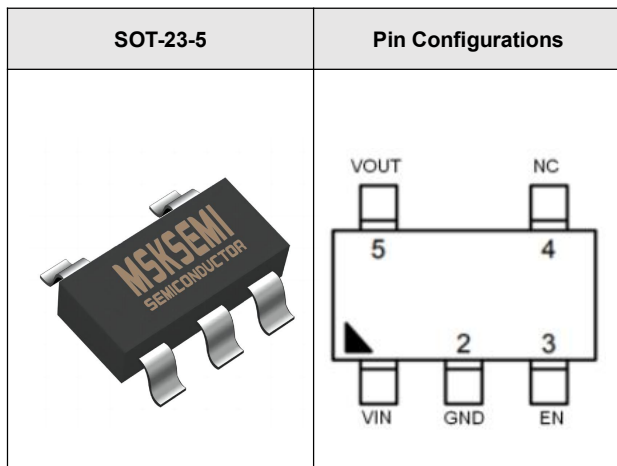 SOT-23-5
Pin Configurations
MSKSEMI
SEMICONDUCTOR
VOUT NC
5 4
2 3
VIN GND EN